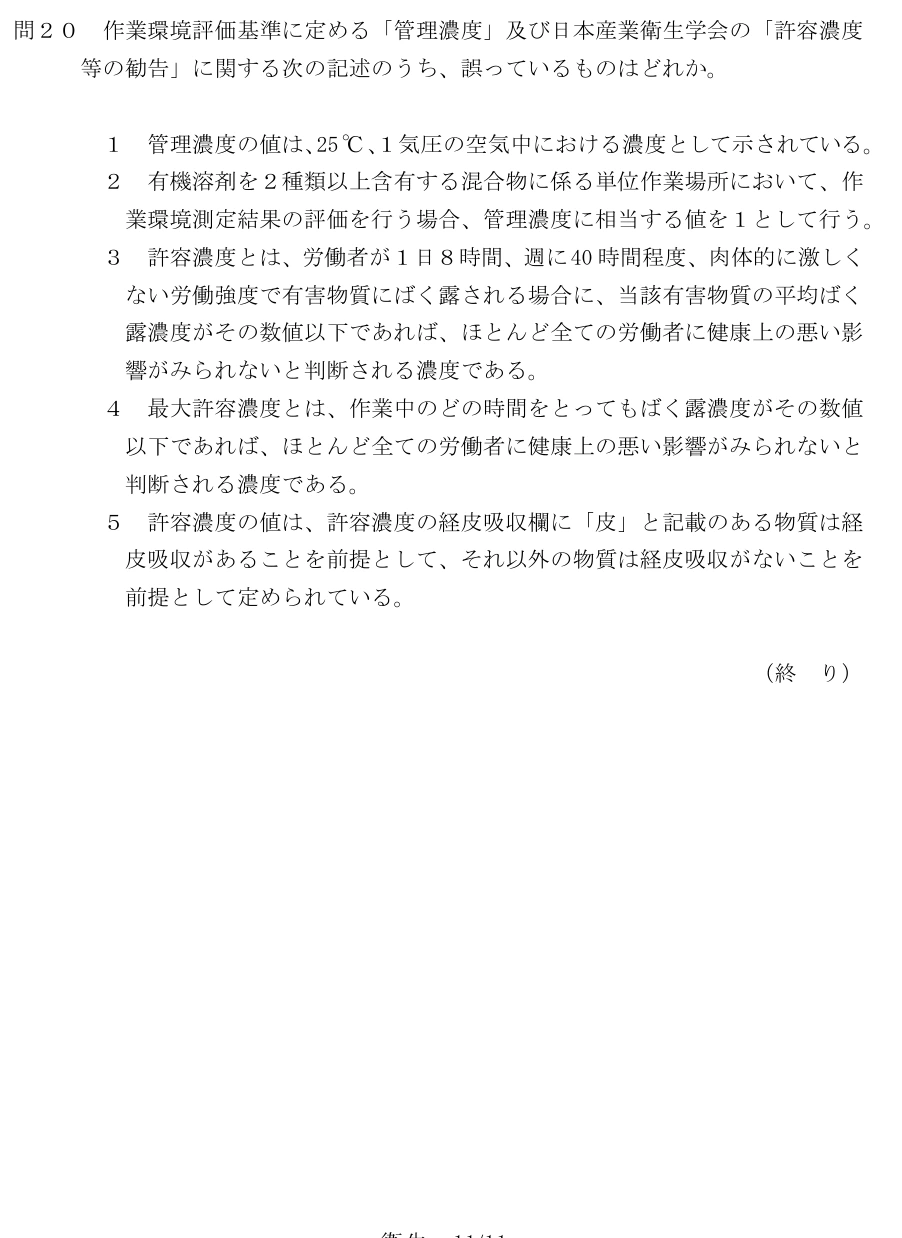 問２０　作業環境評価基準に定める「管理濃度」及び日本産業衛生学会の「許容濃度
等の勧告」に関する次の記述のうち、誤っているものはどれか。
１　管理濃度の値は、25℃、１気圧の空気中における濃度として示されている。
２　有機溶剤を２種類以上含有する混合物に係る単位作業場所において、作
業環境測定結果の評価を行う場合、管理濃度に相当する値を１として行う。
３　許容濃度とは、労働者が１日８時間、週に40 時間程度、肉体的に激しく
ない労働強度で有害物質にばく露される場合に、当該有害物質の平均ばく
露濃度がその数値以下であれば、ほとんど全ての労働者に健康上の悪い影
響がみられないと判断される濃度である。
４　最大許容濃度とは、作業中のどの時間をとってもばく露濃度がその数値
以下であれば、ほとんど全ての労働者に健康上の悪い影響がみられないと
判断される濃度である。
５　許容濃度の値は、許容濃度の経皮吸収欄に「皮」と記載のある物質は経
皮吸収があることを前提として、それ以外の物質は経皮吸収がないことを
前提として定められている。
（終　り）